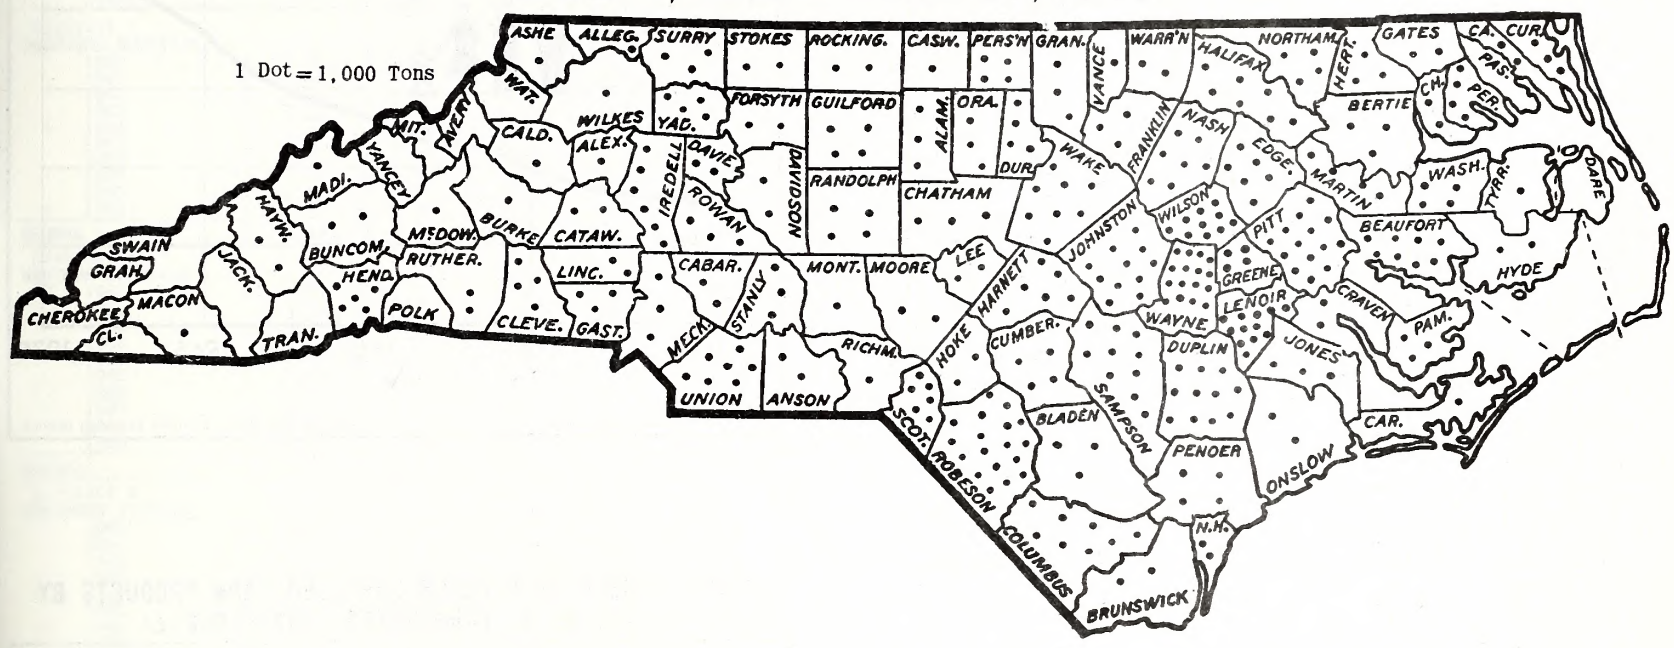 ASHE ALLEG. SURRY STOKES ROCKING. CASW. PERS'N GRAN. VANCE WARR'N HALIFAX NORTHAM. HERT. GATES CA. CUR.
1 Dot = 1,000 Tons
WAT. WILKES YAD. FORSYTH GUILFORD ALAM. ORA. DUR. FRANKLIN NASH BERTIE CH. PER. PAS.
MIT. AVERY CALD. ALEX. IREDELL DAVIE DAVIDSON RANDOLPH CHATHAM WAKE EDGE. MARTIN WASH. TYRR. DARE
MADI. YANCEY BURKE CATAW. ROWAN JOHNSTON WILSON PITT BEAUFORT HYDE
HAYW. BUNCOM. McDOW.
SWAIN JACK. HEND. RUTHER. LINC. CABAR. STANLY MONT. MOORE LEE HARNETT GREENE
GRAH.
CHEROKEE MACON POLK CLEVE. GAST. MECK. WAYNE LENOIR CRAVEN PAM.
CL. TRAN. RICHM. HOKE CUMBER. DUPLIN JONES
UNION ANSON SCOT. BLADEN SAMPSON CAR.
ROBESON PENDER ONSLOW
COLUMBUS N.H.
BRUNSWICK